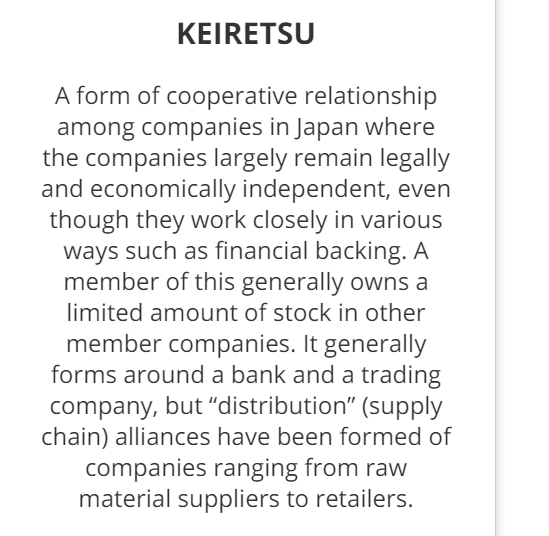 KEIRETSU
A form of cooperative relationship
among companies in Japan where
the companies largely remain legally
and economically independent, even
though they work closely in various
ways such as financial backing. A
member of this generally owns a
limited amount of stock in other
member companies. It generally
forms around a bank and a trading
company, but “distribution” (supply
chain) alliances have been formed of
companies ranging from raw
material suppliers to retailers.